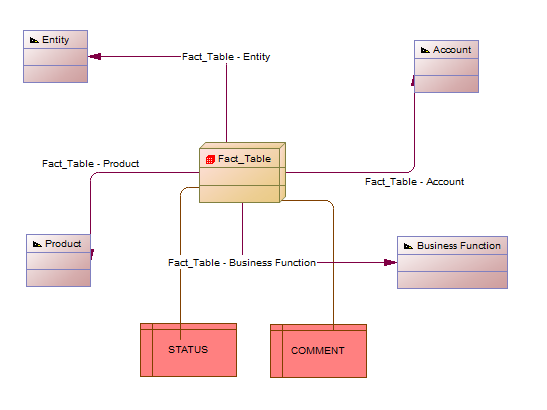 Entity
Account
Fact_Table - Entity
Fact_Table
Fact_Table - Product
Fact_Table - Account
Product
Business Function
Fact_Table - Business Function
STATUS
COMMENT